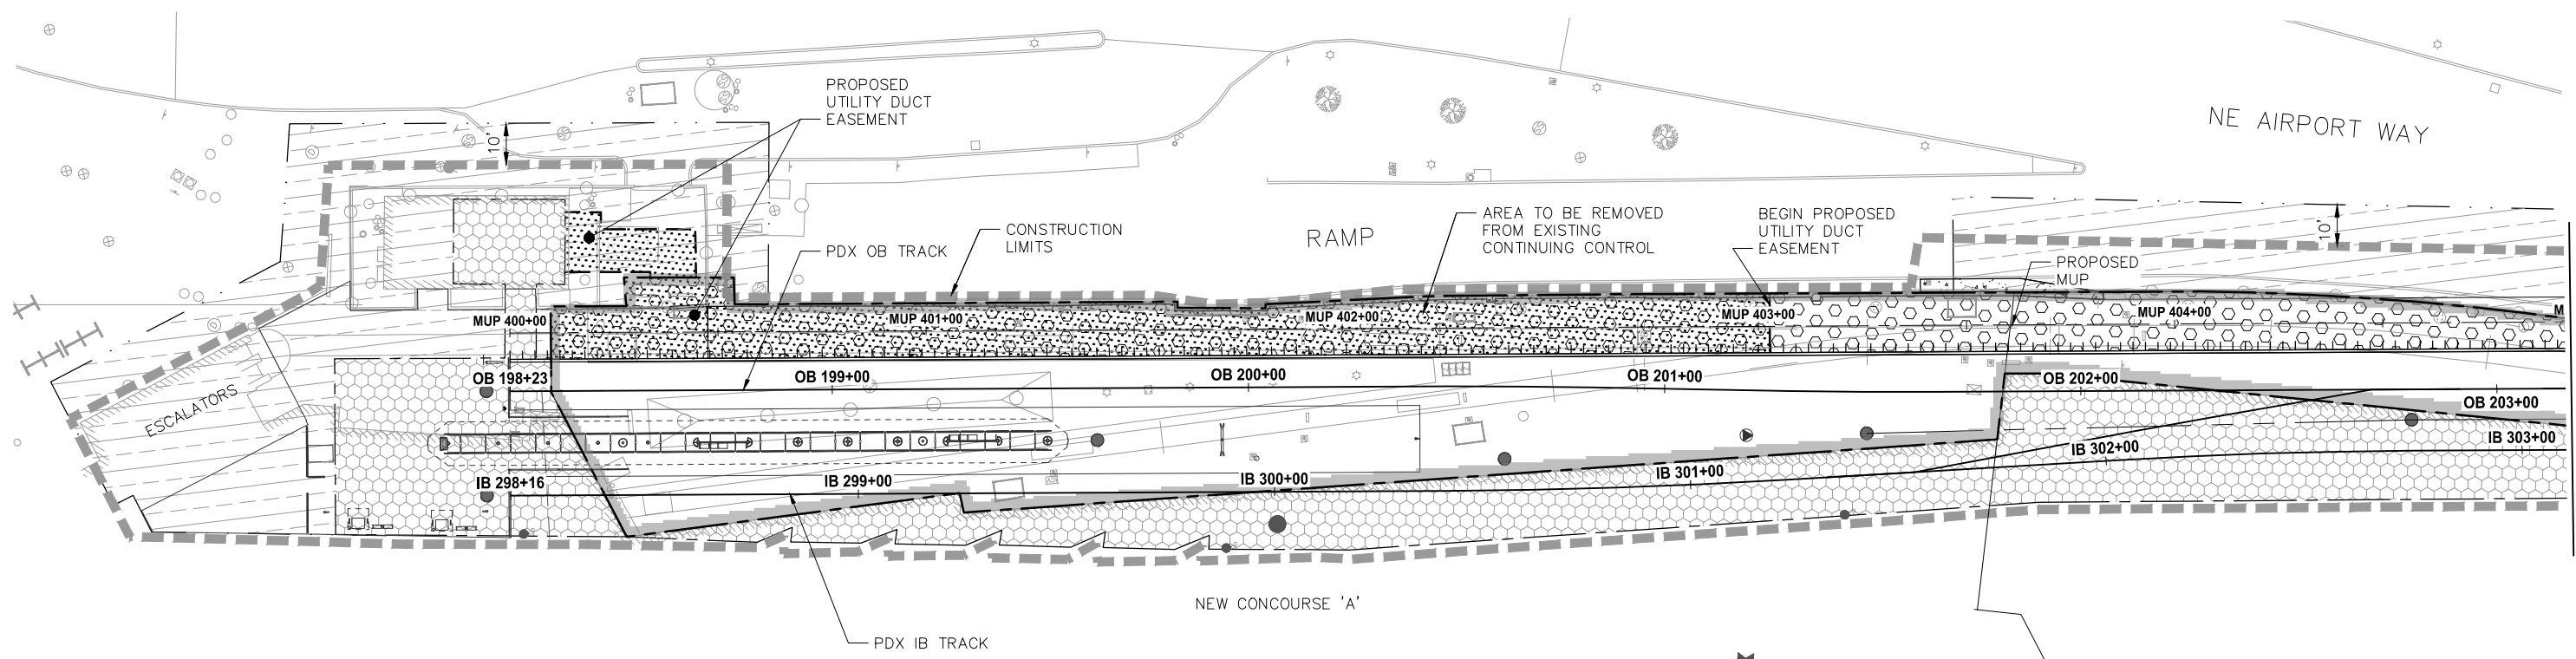 PROPOSED
UTILITY DUCT
EASEMENT
10'
NE AIRPORT WAY
CONSTRUCTION
LIMITS
PDX OB TRACK
RAMP
AREA TO BE REMOVED
FROM EXISTING
CONTINUING CONTROL
BEGIN PROPOSED
UTILITY DUCT
EASEMENT
10'
PROPOSED
MUP
MUP 400+00
MUP 401+00
MUP 402+00
MUP 403+00
MUP 404+00
M
OB 198+23
OB 199+00
OB 200+00
OB 201+00
OB 202+00
OB 203+00
ESCALATORS
IB 298+16
IB 299+00
IB 300+00
IB 301+00
IB 302+00
IB 303+00
NEW CONCOURSE 'A'
PDX IB TRACK